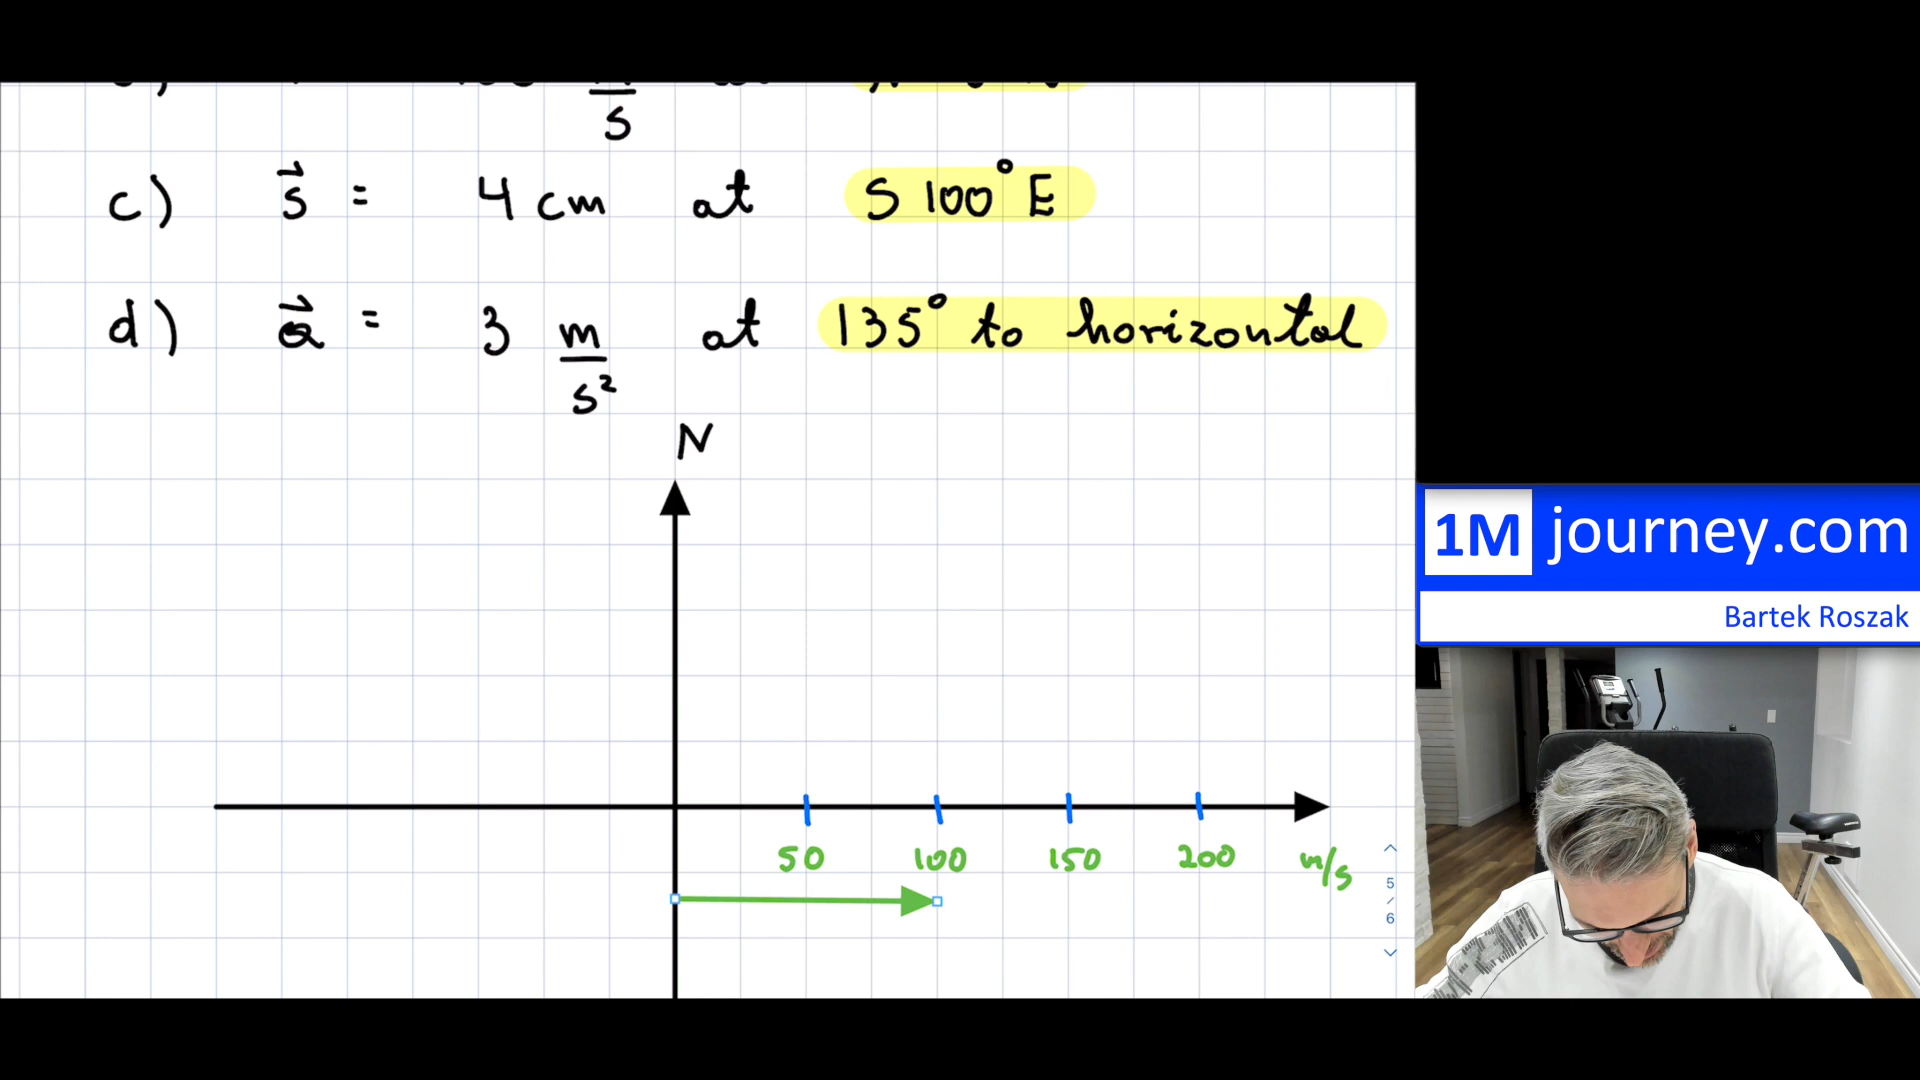 s
c) s⃗ = 4 cm at S 100° E
d) a⃗ = 3 m/s² at 135° to horizontal
N
50 100 150 200 m/s
5
/
6
1M journey.com
Bartek Roszak